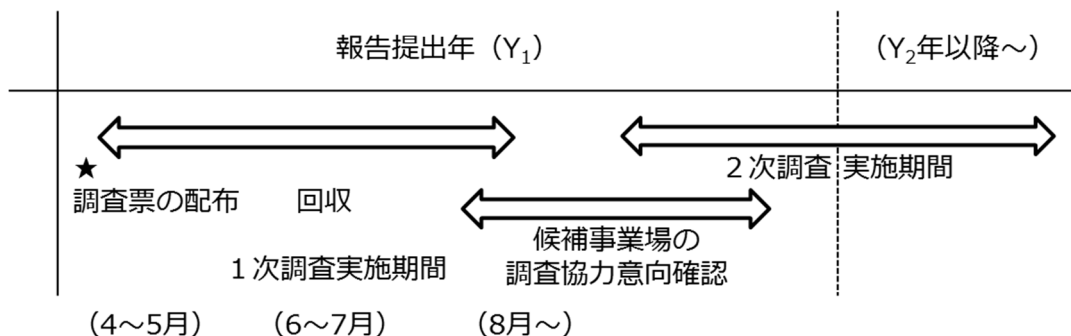 報告提出年（Y₁）
（Y₂年以降～）
★
調査票の配布
回収
２次調査 実施期間
候補事業場の
調査協力意向確認
１次調査実施期間
（4～5月）
（6～7月）
（8月～）